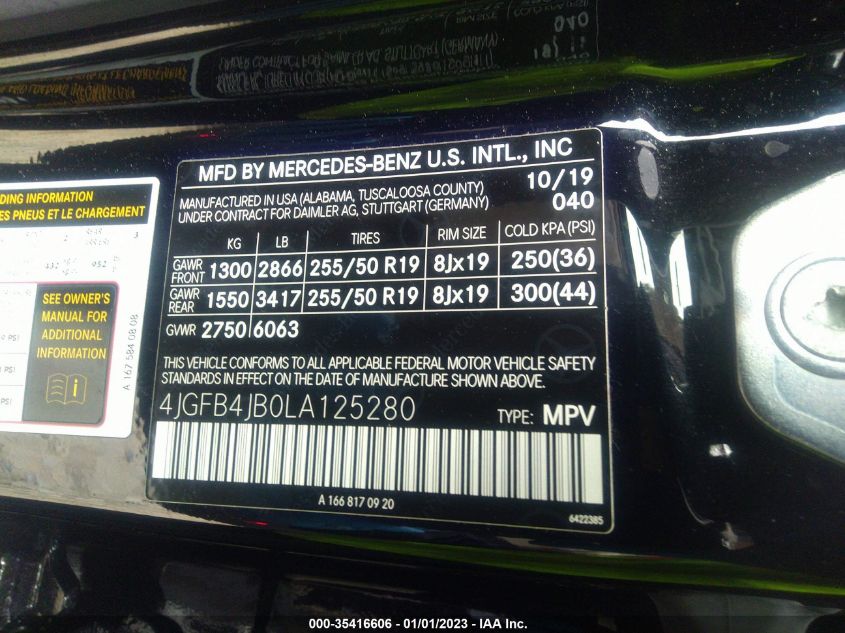 MFD BY MERCEDES-BENZ U.S. INTL., INC
MANUFACTURED IN USA (ALABAMA, TUSCALOOSA COUNTY) 10/19
UNDER CONTRACT FOR DAIMLER AG, STUTTGART (GERMANY) 040
KG LB TIRES RIM SIZE COLD KPA (PSI)
GAWR FRONT 1300 2866 255/50 R19 8Jx19 250(36)
GAWR REAR 1550 3417 255/50 R19 8Jx19 300(44)
GVWR 2750 6063
THIS VEHICLE CONFORMS TO ALL APPLICABLE FEDERAL MOTOR VEHICLE SAFETY
STANDARDS IN EFFECT ON THE DATE OF MANUFACTURE SHOWN ABOVE.
4JGFB4JB0LA125280 TYPE: MPV
A 166 817 09 20
6422385
DING INFORMATION
ES PNEUS ET LE CHARGEMENT
SEE OWNER'S
MANUAL FOR
ADDITIONAL
INFORMATION
PSI
PSI
A 167 584 08 08
000-35416606 - 01/01/2023 - IAA Inc.